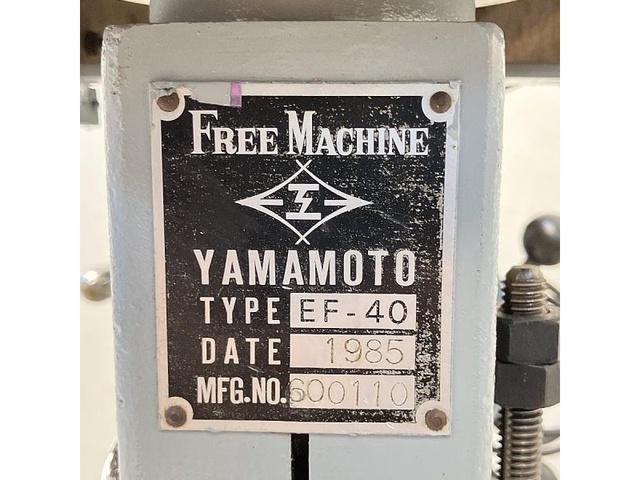 FREE MACHINE
YAMAMOTO
TYPE EF-40
DATE 1985
MFG.NO. 600110